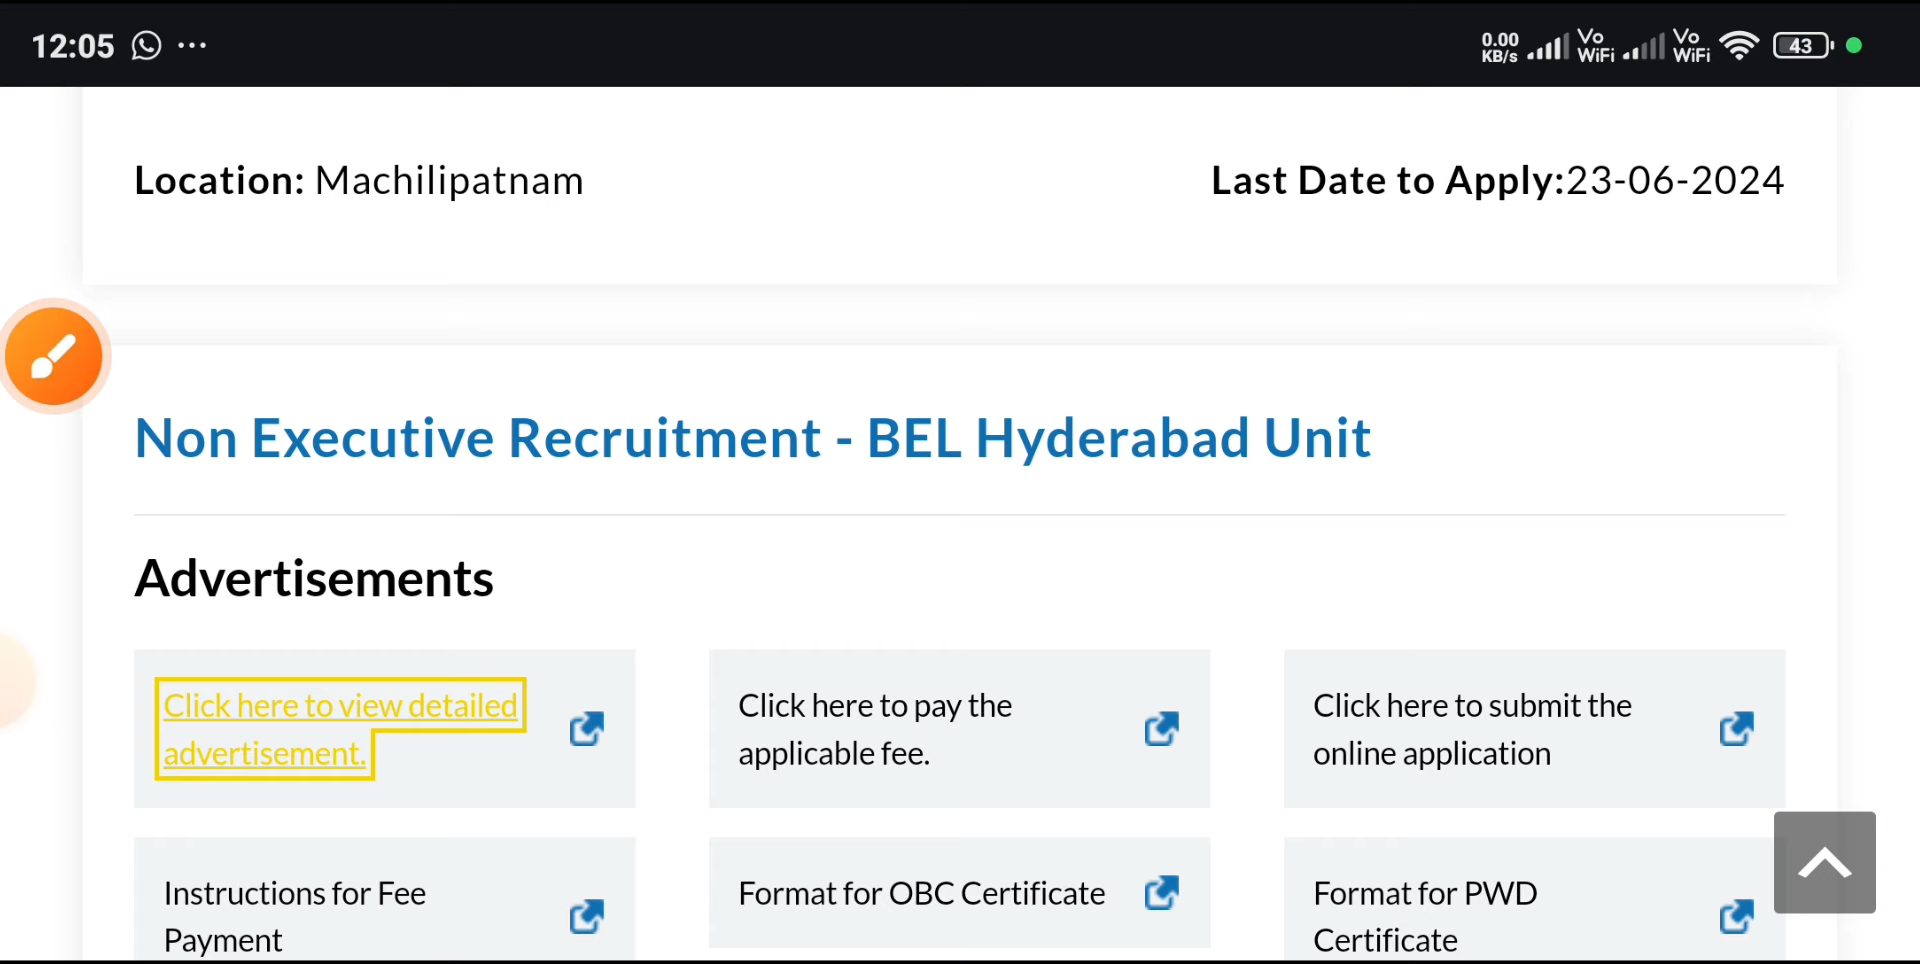 12:05 ...
0.00 KB/s Vo WiFi Vo WiFi 43
Location: Machilipatnam
Last Date to Apply:23-06-2024
Non Executive Recruitment - BEL Hyderabad Unit
Advertisements
Click here to view detailed
advertisement.
Click here to pay the
applicable fee.
Click here to submit the
online application
Instructions for Fee
Payment
Format for OBC Certificate
Format for PWD
Certificate